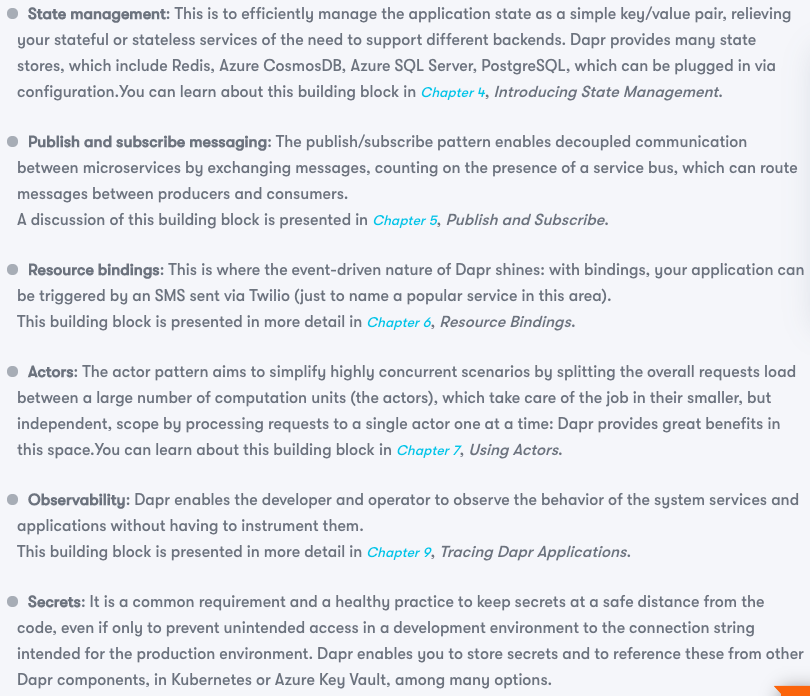 State management: This is to efficiently manage the application state as a simple key/value pair, relieving
your stateful or stateless services of the need to support different backends. Dapr provides many state
stores, which include Redis, Azure CosmosDB, Azure SQL Server, PostgreSQL, which can be plugged in via
configuration.You can learn about this building block in Chapter 4, Introducing State Management.
Publish and subscribe messaging: The publish/subscribe pattern enables decoupled communication
between microservices by exchanging messages, counting on the presence of a service bus, which can route
messages between producers and consumers.
A discussion of this building block is presented in Chapter 5, Publish and Subscribe.
Resource bindings: This is where the event-driven nature of Dapr shines: with bindings, your application can
be triggered by an SMS sent via Twilio (just to name a popular service in this area).
This building block is presented in more detail in Chapter 6, Resource Bindings.
Actors: The actor pattern aims to simplify highly concurrent scenarios by splitting the overall requests load
between a large number of computation units (the actors), which take care of the job in their smaller, but
independent, scope by processing requests to a single actor one at a time: Dapr provides great benefits in
this space.You can learn about this building block in Chapter 7, Using Actors.
Observability: Dapr enables the developer and operator to observe the behavior of the system services and
applications without having to instrument them.
This building block is presented in more detail in Chapter 9, Tracing Dapr Applications.
Secrets: It is a common requirement and a healthy practice to keep secrets at a safe distance from the
code, even if only to prevent unintended access in a development environment to the connection string
intended for the production environment. Dapr enables you to store secrets and to reference these from other
Dapr components, in Kubernetes or Azure Key Vault, among many options.